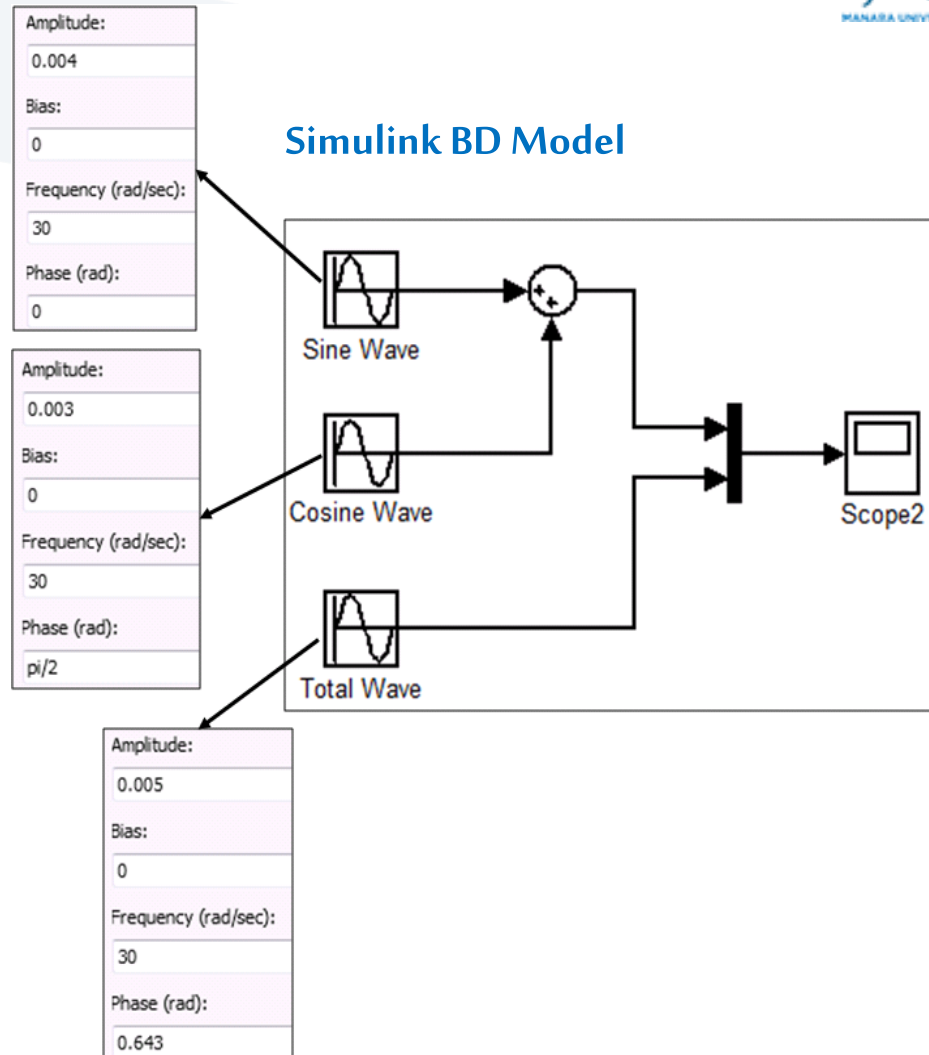 MANARA UNIV
Amplitude:
0.004
Bias:
0
Frequency (rad/sec):
30
Phase (rad):
0
Simulink BD Model
Sine Wave
Amplitude:
0.003
Bias:
0
Frequency (rad/sec):
30
Phase (rad):
pi/2
Cosine Wave
Scope2
Total Wave
Amplitude:
0.005
Bias:
0
Frequency (rad/sec):
30
Phase (rad):
0.643